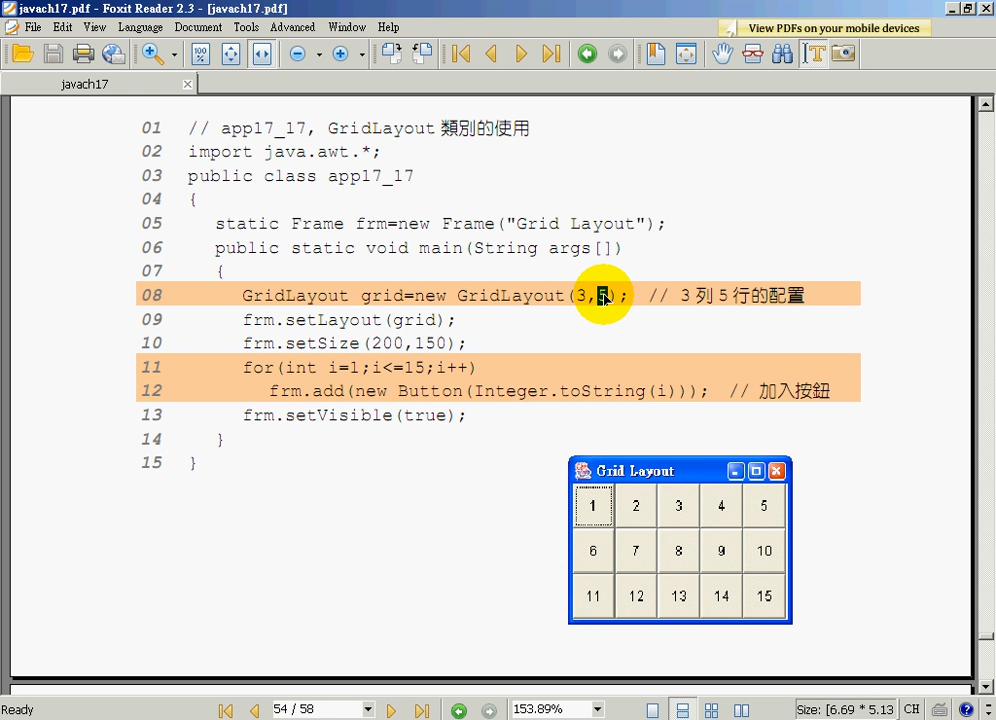 javach17.pdf - Foxit Reader 2.3 - [javach17.pdf]
File Edit View Language Document Tools Advanced Window Help
View PDFs on your mobile devices
100 %
javach17
01 // app17_17, GridLayout 類別的使用
02 import java.awt.*;
03 public class app17_17
04 {
05 static Frame frm=new Frame("Grid Layout");
06 public static void main(String args[])
07 {
08 GridLayout grid=new GridLayout(3,5); // 3 列 5 行的配置
09 frm.setLayout(grid);
10 frm.setSize(200,150);
11 for(int i=1;i<=15;i++)
12 frm.add(new Button(Integer.toString(i))); // 加入按鈕
13 frm.setVisible(true);
14 }
15 }
Grid Layout
1 2 3 4 5
6 7 8 9 10
11 12 13 14 15
Ready 54 / 58 153.89% Size: [6.69 * 5.13 CH